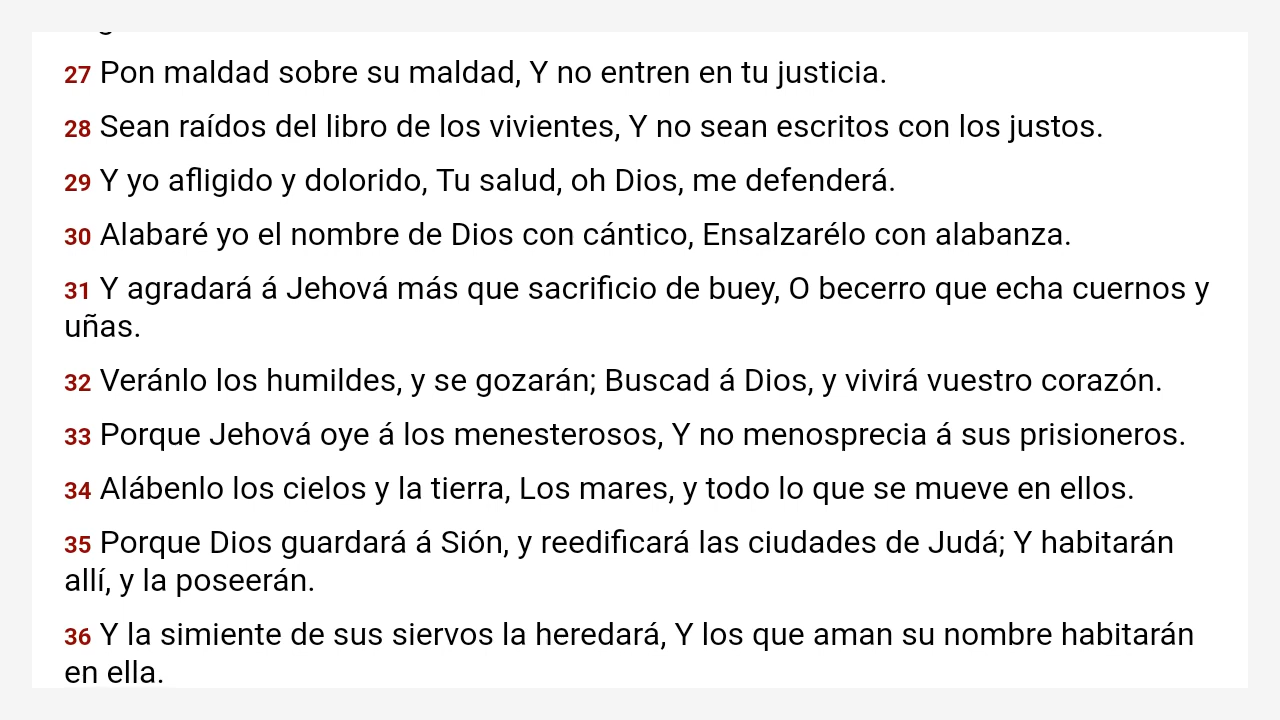 27 Pon maldad sobre su maldad, Y no entren en tu justicia.
28 Sean raídos del libro de los vivientes, Y no sean escritos con los justos.
29 Y yo afligido y dolorido, Tu salud, oh Dios, me defenderá.
30 Alabaré yo el nombre de Dios con cántico, Ensalzarélo con alabanza.
31 Y agradará á Jehová más que sacrificio de buey, O becerro que echa cuernos y
uñas.
32 Veránlo los humildes, y se gozarán; Buscad á Dios, y vivirá vuestro corazón.
33 Porque Jehová oye á los menesterosos, Y no menosprecia á sus prisioneros.
34 Alábenlo los cielos y la tierra, Los mares, y todo lo que se mueve en ellos.
35 Porque Dios guardará á Sión, y reedificará las ciudades de Judá; Y habitarán
allí, y la poseerán.
36 Y la simiente de sus siervos la heredará, Y los que aman su nombre habitarán
en ella.